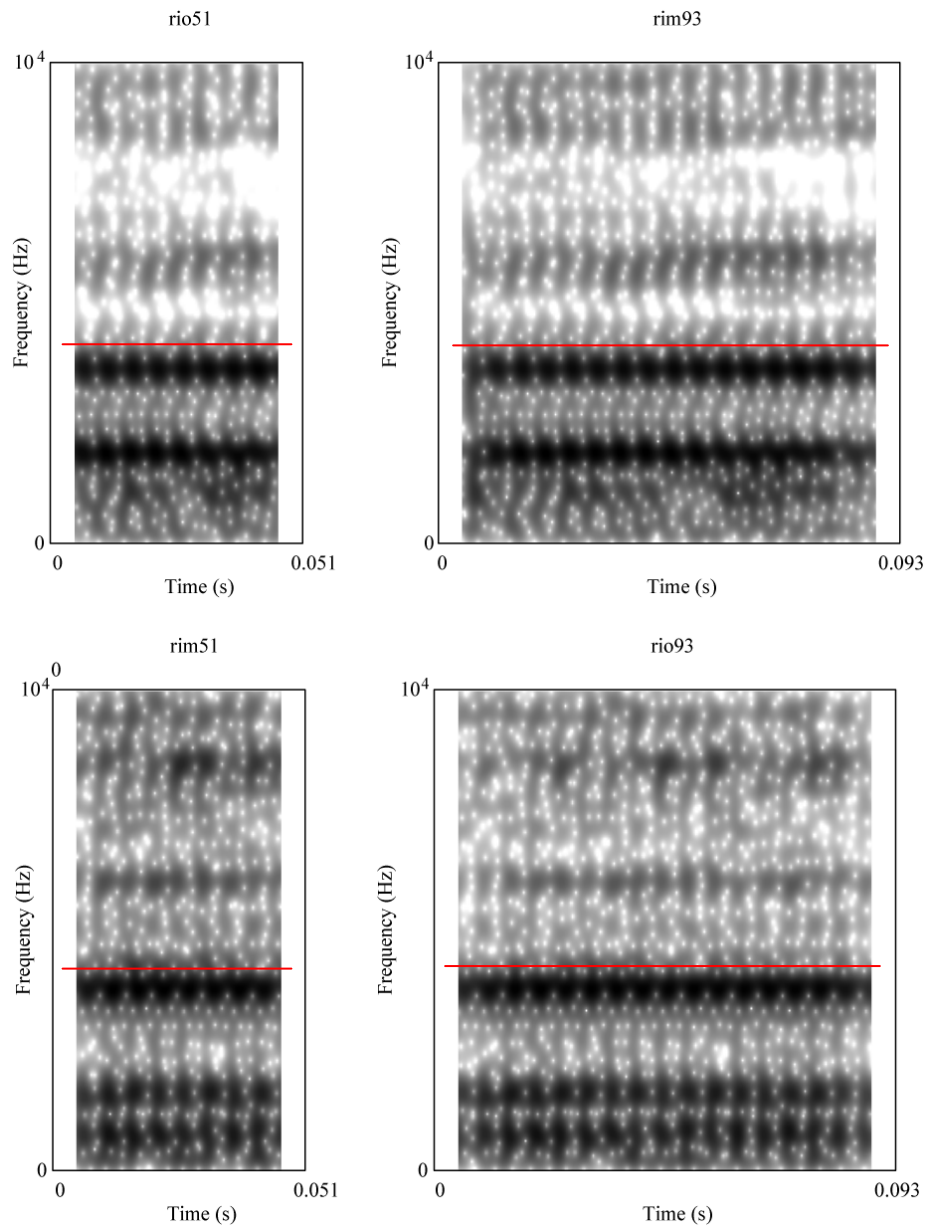 rio51
rim93
10⁴
10⁴
Frequency (Hz)
Frequency (Hz)
0
0
0
0.051
0
0.093
Time (s)
Time (s)
rim51
rio93
0
10⁴
10⁴
Frequency (Hz)
Frequency (Hz)
0
0
0
0.051
0
0.093
Time (s)
Time (s)